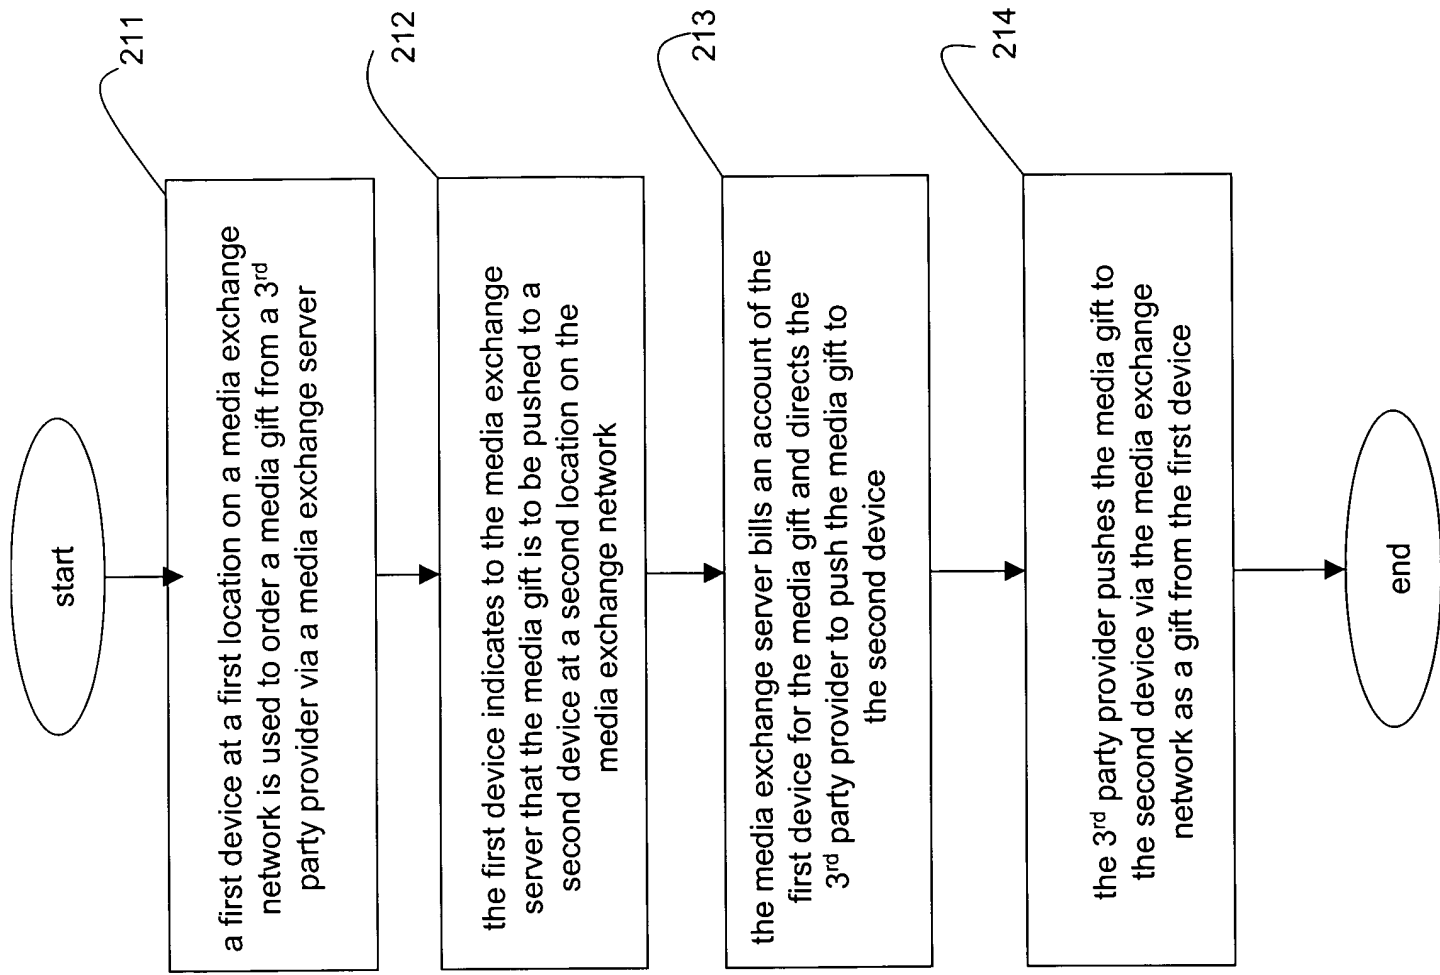 start
a first device at a first location on a media exchange
network is used to order a media gift from a 3rd
party provider via a media exchange server
211
the first device indicates to the media exchange
server that the media gift is to be pushed to a
second device at a second location on the
media exchange network
212
the media exchange server bills an account of the
first device for the media gift and directs the
3rd party provider to push the media gift to
the second device
213
the 3rd party provider pushes the media gift to
the second device via the media exchange
network as a gift from the first device
214
end